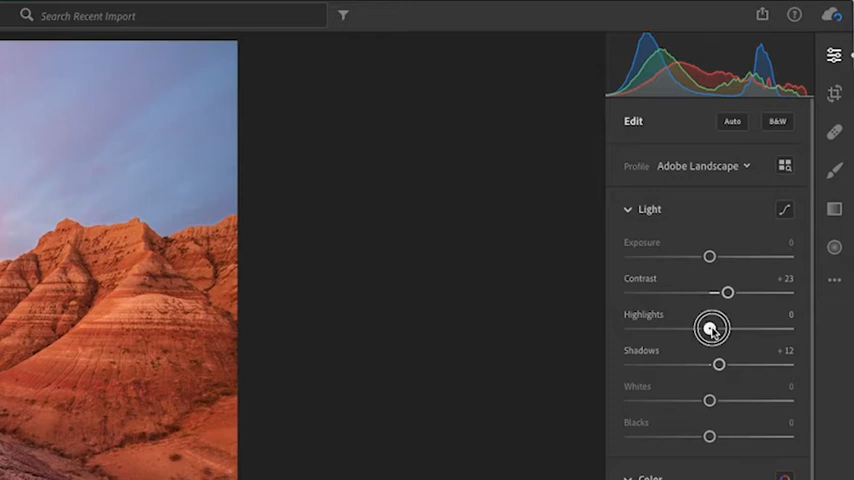 Search Recent Import
Edit
Auto
B&W
Profile Adobe Landscape
Light
Exposure 0
Contrast + 23
Highlights 0
Shadows + 12
Whites 0
Blacks 0
Color